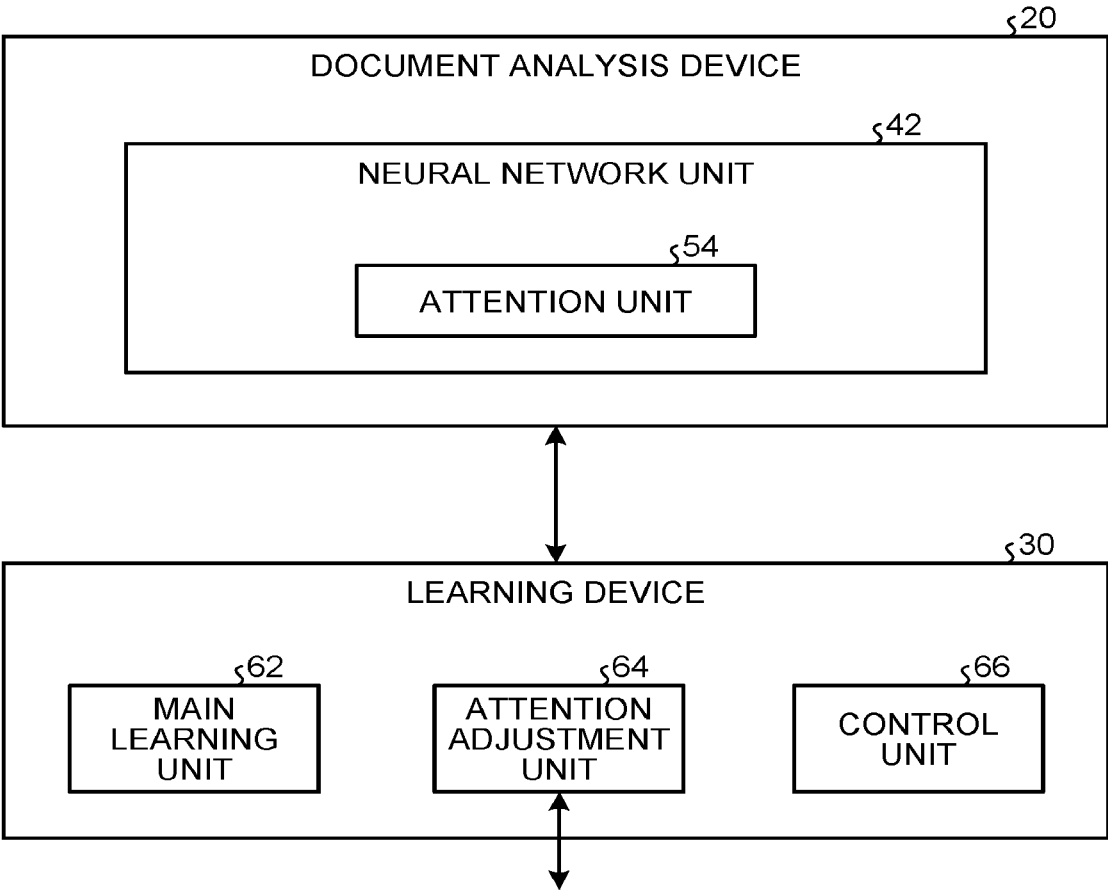 20
DOCUMENT ANALYSIS DEVICE
42
NEURAL NETWORK UNIT
54
ATTENTION UNIT
30
LEARNING DEVICE
62
MAIN
LEARNING
UNIT
64
ATTENTION
ADJUSTMENT
UNIT
66
CONTROL
UNIT